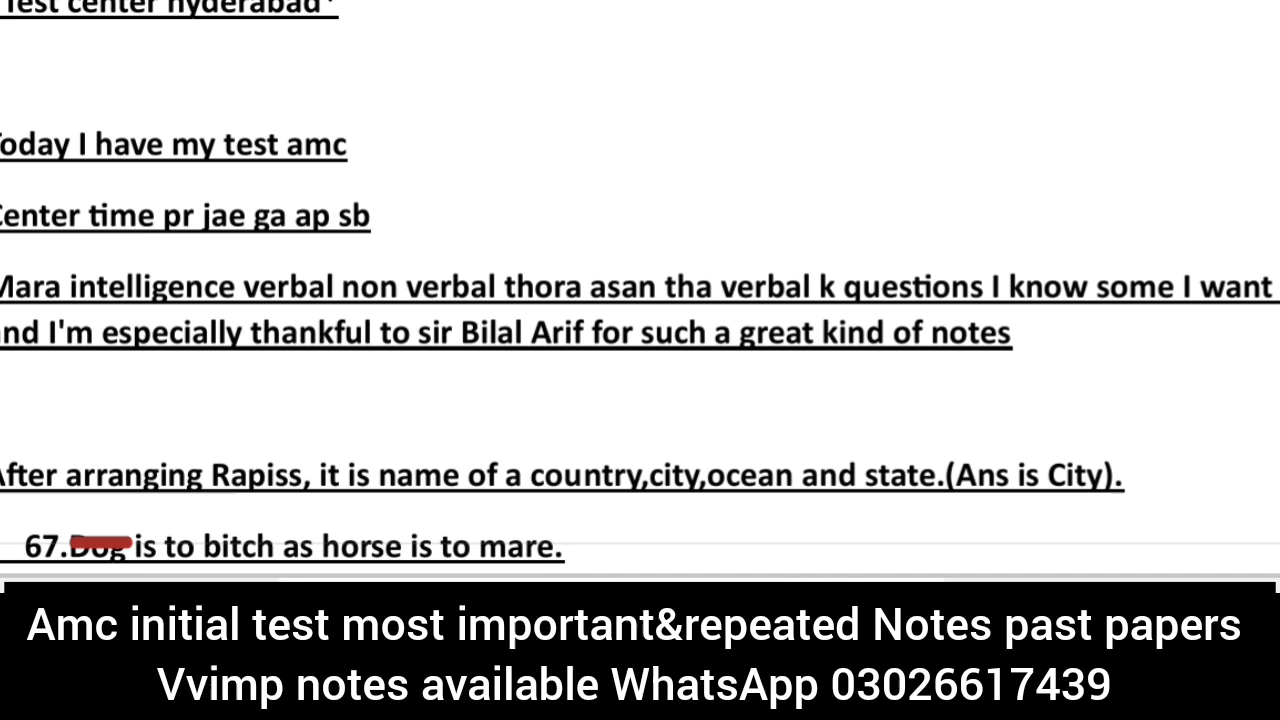 Test center hyderabad*
Today I have my test amc
Center time pr jae ga ap sb
Mara intelligence verbal non verbal thora asan tha verbal k questions I know some I want
and I'm especially thankful to sir Bilal Arif for such a great kind of notes
After arranging Rapiss, it is name of a country,city,ocean and state.(Ans is City).
67.Dog is to bitch as horse is to mare.
Amc initial test most important&repeated Notes past papers
Vvimp notes available WhatsApp 03026617439